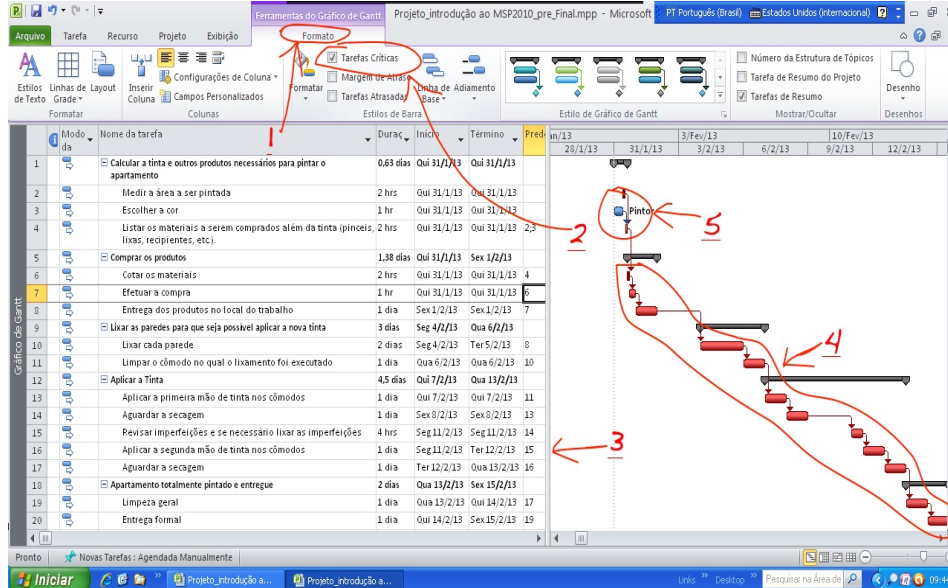 Ferramentas do Gráfico de Gantt
Projeto_introdução ao MSP2010_pre_Final.mpp - Microsoft
PT Português (Brasil)
Estados Unidos (internacional)
Arquivo Tarefa Recurso Projeto Exibição Formato
Estilos de Texto
Linhas de Grade
Layout
Formatar
Inserir Coluna
Configurações de Coluna
Campos Personalizados
Colunas
Formatar
Tarefas Críticas
Margem de Atraso
Tarefas Atrasadas
Linha de Base
Adiamento
Estilos de Barra
Estilo de Gráfico de Gantt
Número da Estrutura de Tópicos
Tarefa de Resumo do Projeto
Tarefas de Resumo
Mostrar/Ocultar
Desenho
Desenhos
1
Modo da Nome da tarefa Duraç Início Término Prede
an/13 3/Fev/13 10/Fev/13
28/1/13 31/1/13 3/2/13 6/2/13 9/2/13 12/2/13
1 Calcular a tinta e outros produtos necessários para pintar o apartamento 0,63 dias Qui 31/1/13 Qui 31/1/13
2 Medir a área a ser pintada 2 hrs Qui 31/1/13 Qui 31/1/13
3 Escolher a cor 1 hr Qui 31/1/13 Qui 31/1/13
Pintor
5
4 Listar os materiais a serem comprados além da tinta (pinceis, lixas, recipientes, etc). 2 hrs Qui 31/1/13 Qui 31/1/13 2;3
2
5 Comprar os produtos 1,38 dias Qui 31/1/13 Sex 1/2/13
6 Cotar os materiais 2 hrs Qui 31/1/13 Qui 31/1/13 4
7 Efetuar a compra 1 hr Qui 31/1/13 Qui 31/1/13 6
8 Entrega dos produtos no local do trabalho 1 dia Sex 1/2/13 Sex 1/2/13 7
9 Lixar as paredes para que seja possível aplicar a nova tinta 3 dias Seg 4/2/13 Qua 6/2/13
10 Lixar cada parede 2 dias Seg 4/2/13 Ter 5/2/13 8
4
11 Limpar o cômodo no qual o lixamento foi executado 1 dia Qua 6/2/13 Qua 6/2/13 10
12 Aplicar a Tinta 4,5 dias Qui 7/2/13 Qua 13/2/13
13 Aplicar a primeira mão de tinta nos cômodos 1 dia Qui 7/2/13 Qui 7/2/13 11
14 Aguardar a secagem 1 dia Sex 8/2/13 Sex 8/2/13 13
15 Revisar imperfeições e se necessário lixar as imperfeições 4 hrs Seg 11/2/13 Seg 11/2/13 14
16 Aplicar a segunda mão de tinta nos cômodos 1 dia Seg 11/2/13 Ter 12/2/13 15
3
17 Aguardar a secagem 1 dia Ter 12/2/13 Qua 13/2/13 16
18 Apartamento totalmente pintado e entregue 2 dias Qua 13/2/13 Sex 15/2/13
19 Limpeza geral 1 dia Qua 13/2/13 Qui 14/2/13 17
20 Entrega formal 1 dia Qui 14/2/13 Sex 15/2/13 19
Gráfico de Gantt
Pronto Novas Tarefas : Agendada Manualmente
Iniciar Projeto_introdução a... Projeto_introdução a... Links Desktop Pesquisar na Área de